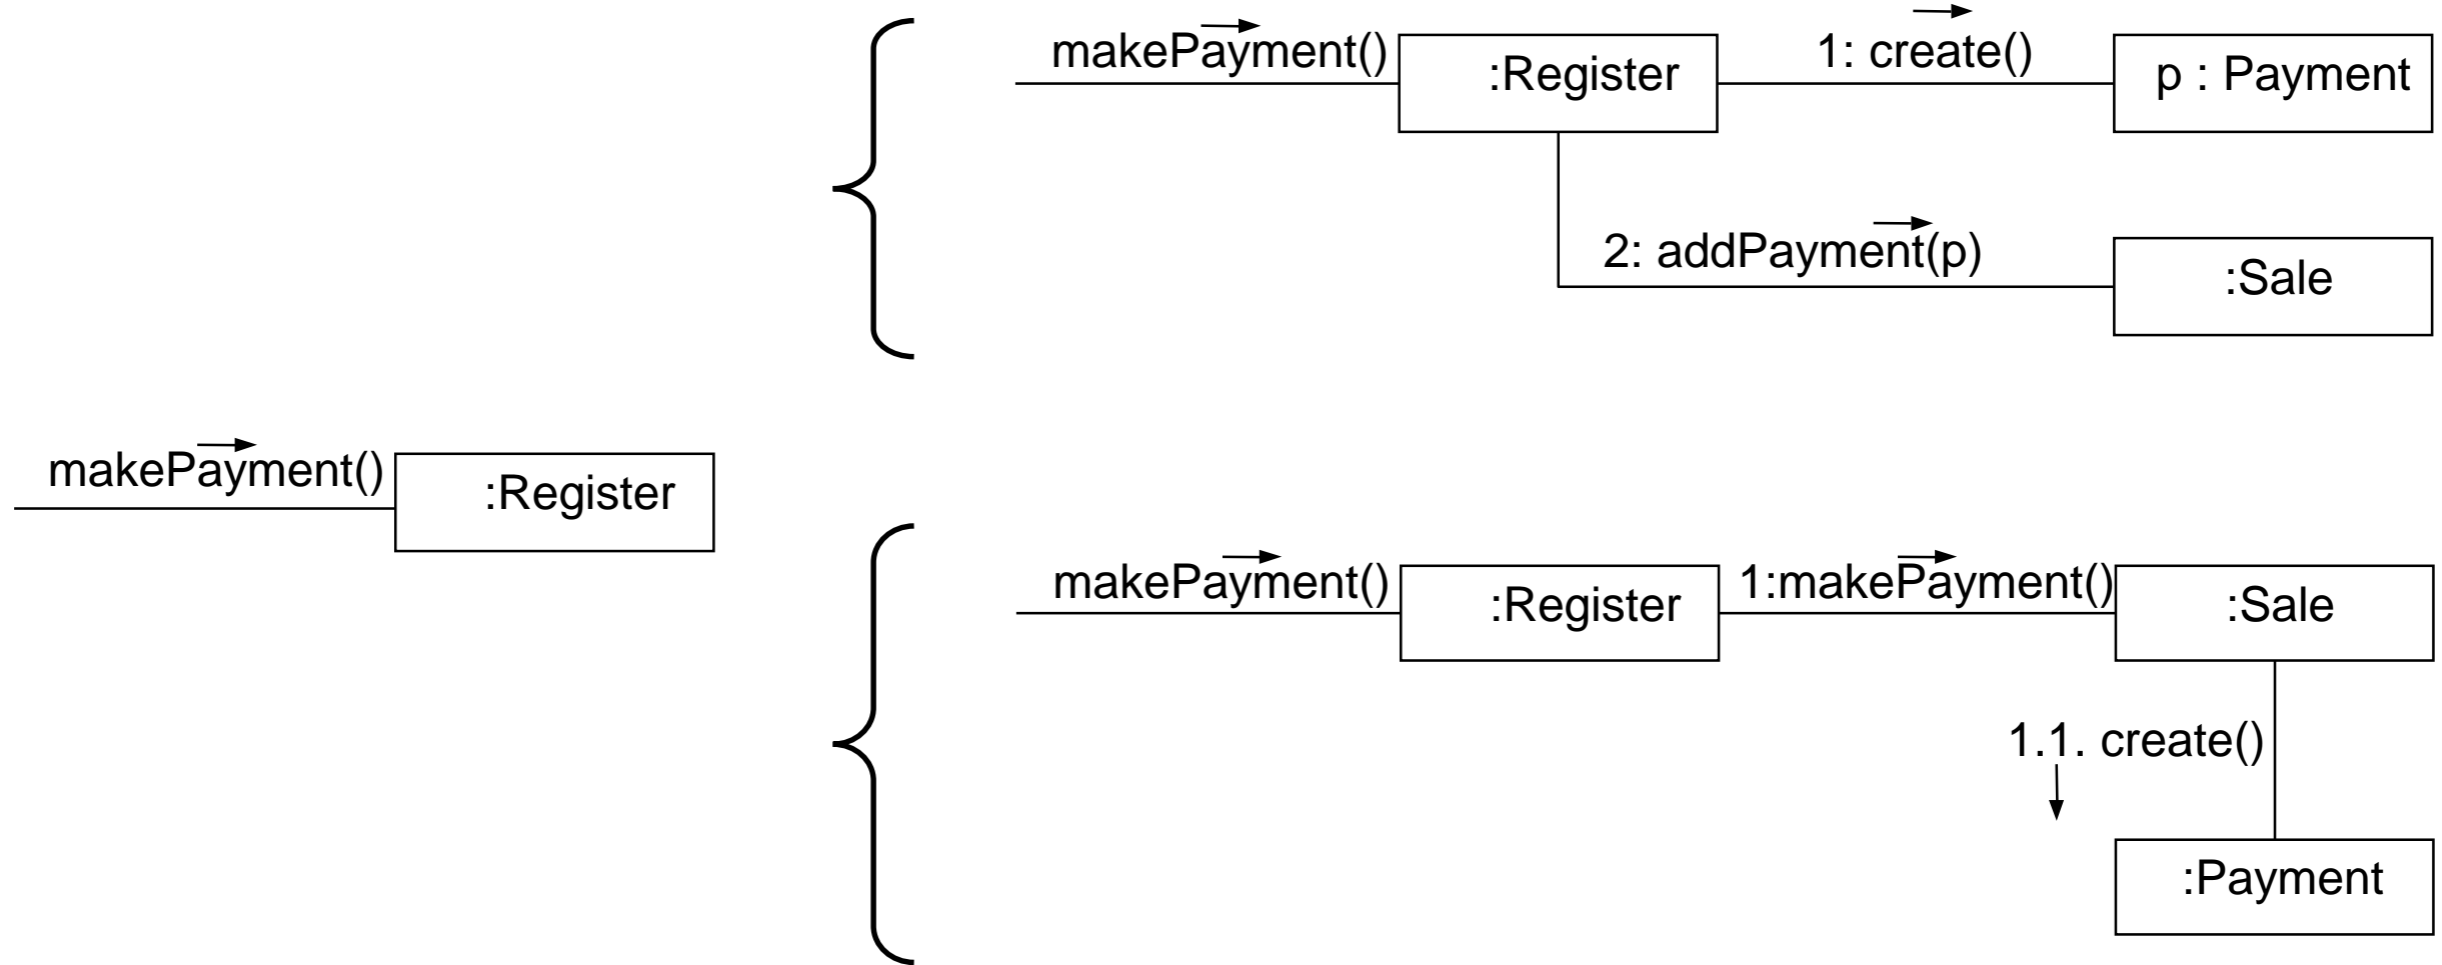 makePayment()
:Register
1: create()
p : Payment
2: addPayment(p)
:Sale
makePayment()
:Register
makePayment()
:Register
1:makePayment()
:Sale
1.1. create()
:Payment